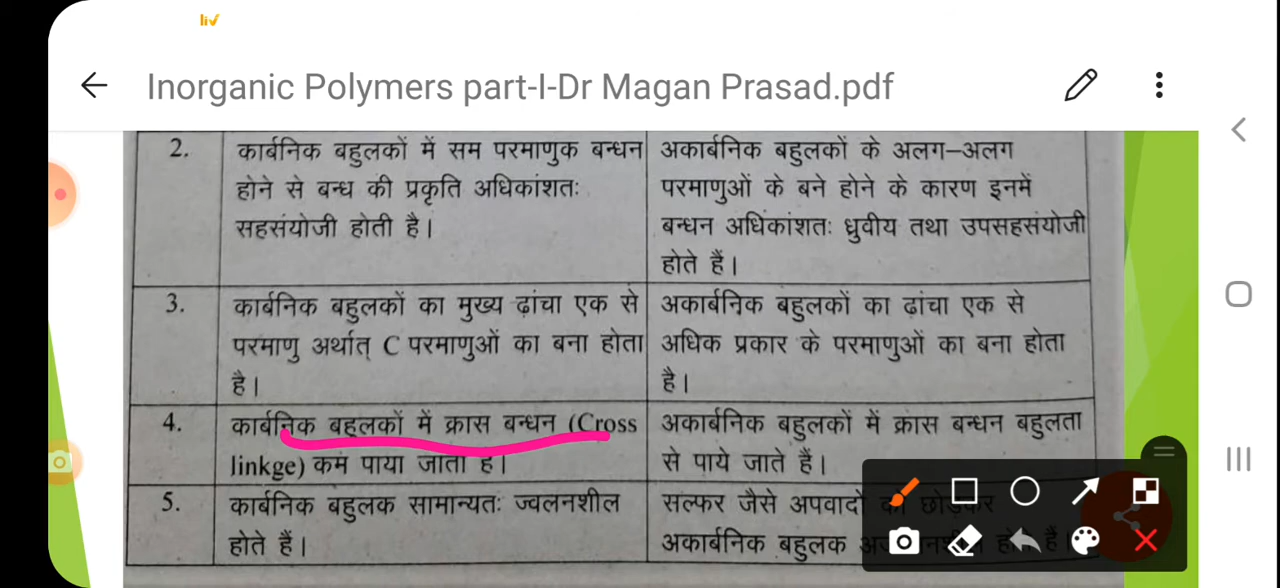 liv
Inorganic Polymers part-I-Dr Magan Prasad.pdf
2. कार्बनिक बहुलकों में सम परमाणुक बन्धन अकार्बनिक बहुलकों के अलग–अलग
होने से बन्ध की प्रकृति अधिकांशतः परमाणुओं के बने होने के कारण इनमें
सहसंयोजी होती है। बन्धन अधिकांशतः ध्रुवीय तथा उपसहसंयोजी
होते हैं।
3. कार्बनिक बहुलकों का मुख्य ढ़ांचा एक से अकार्बनिक बहुलकों का ढ़ांचा एक से
परमाणु अर्थात् C परमाणुओं का बना होता अधिक प्रकार के परमाणुओं का बना होता
है। है।
4. कार्बनिक बहुलकों में क्रास बन्धन (Cross अकार्बनिक बहुलकों में क्रास बन्धन बहुलता
linkge) कम पाया जाता है। से पाये जाते हैं।
5. कार्बनिक बहुलक सामान्यतः ज्वलनशील सल्फर जैसे अपवादों को छोड़कर
होते हैं। अकार्बनिक बहुलक होते हैं।